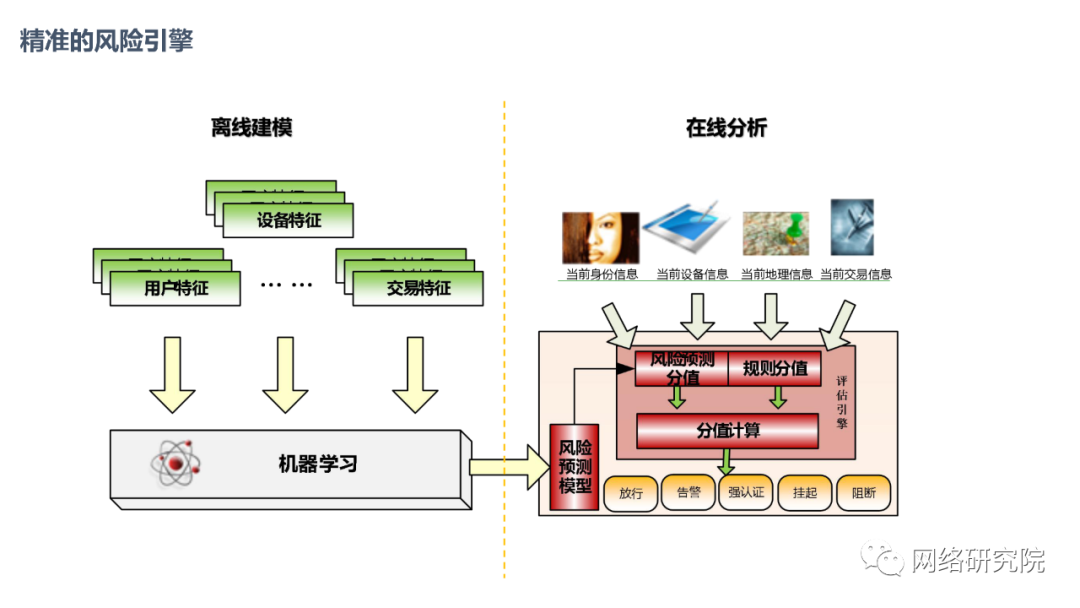 精准的风险引擎
离线建模
在线分析
设备特征
用户特征
... ...
交易特征
当前身份信息
当前设备信息
当前地理信息
当前交易信息
风险预测
分值
规则分值
评估引擎
分值计算
机器学习
风险
预测
模型
放行
告警
强认证
挂起
阻断
网络研究院